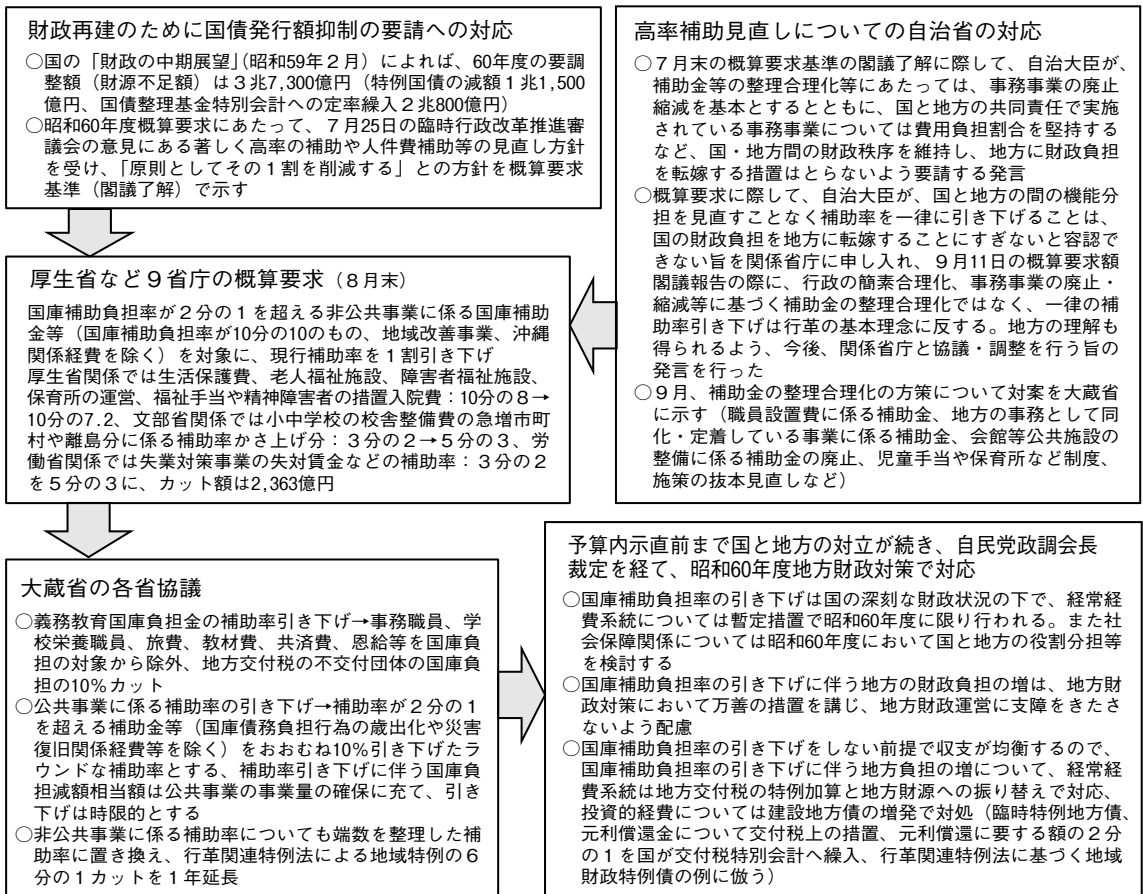 財政再建のために国債発行額抑制の要請への対応
○国の「財政の中期展望」（昭和59年２月）によれば、60年度の要調
整額（財源不足額）は３兆7,300億円（特例国債の減額１兆1,500
億円、国債整理基金特別会計への定率繰入２兆800億円）
○昭和60年度概算要求にあたって、７月25日の臨時行政改革推進審
議会の意見にある著しく高率の補助や人件費補助等の見直し方針
を受け、「原則としてその１割を削減する」との方針を概算要求
基準（閣議了解）で示す
高率補助見直しについての自治省の対応
○７月末の概算要求基準の閣議了解に際して、自治大臣が、
補助金等の整理合理化等にあたっては、事務事業の廃止
縮減を基本とするとともに、国と地方の共同責任で実施
されている事務事業については費用負担割合を堅持する
など、国・地方間の財政秩序を維持し、地方に財政負担
を転嫁する措置はとらないよう要請する発言
○概算要求に際して、自治大臣が、国と地方の間の機能分
担を見直すことなく補助率を一律に引き下げることは、
国の財政負担を地方に転嫁することにすぎないと容認で
きない旨を関係省庁に申し入れ、９月11日の概算要求額
閣議報告の際に、行政の簡素合理化、事務事業の廃止・
縮減等に基づく補助金の整理合理化ではなく、一律の補
助率引き下げは行革の基本理念に反する。地方の理解も
得られるよう、今後、関係省庁と協議・調整を行う旨の
発言を行った
○９月、補助金の整理合理化の方策について対案を大蔵省
に示す（職員設置費に係る補助金、地方の事務として同
化・定着している事業に係る補助金、会館等公共施設の
整備に係る補助金の廃止、児童手当や保育所など制度、
施策の抜本見直しなど）
厚生省など９省庁の概算要求（８月末）
国庫補助負担率が２分の１を超える非公共事業に係る国庫補助
金等（国庫補助負担率が10分の10のもの、地域改善事業、沖縄
関係経費を除く）を対象に、現行補助率を１割引き下げ
厚生省関係では生活保護費、老人福祉施設、障害者福祉施設、
保育所の運営、福祉手当や精神障害者の措置入院費：10分の８→
10分の7.2、文部省関係では小中学校の校舎整備費の急増市町
村や離島分に係る補助率かさ上げ分：３分の２→５分の３、労
働省関係では失業対策事業の失対賃金などの補助率：３分の２
を５分の３に、カット額は2,363億円
大蔵省の各省協議
○義務教育国庫負担金の補助率引き下げ→事務職員、学
校栄養職員、旅費、教材費、共済費、恩給等を国庫負
担の対象から除外、地方交付税の不交付団体の国庫負
担の10％カット
○公共事業に係る補助率の引き下げ→補助率が２分の１
を超える補助金等（国庫債務負担行為の歳出化や災害
復旧関係経費等を除く）をおおむね10％引き下げたラ
ウンドな補助率とする、補助率引き下げに伴う国庫負
担減額相当額は公共事業の事業量の確保に充て、引き
下げは時限的とする
○非公共事業に係る補助率についても端数を整理した補
助率に置き換え、行革関連特例法による地域特例の６
分の１カットを１年延長
予算内示直前まで国と地方の対立が続き、自民党政調会長
裁定を経て、昭和60年度地方財政対策で対応
○国庫補助負担率の引き下げは国の深刻な財政状況の下で、経常経
費系統については暫定措置で昭和60年度に限り行われる。また社
会保障関係については昭和60年度において国と地方の役割分担等
を検討する
○国庫補助負担率の引き下げに伴う地方の財政負担の増は、地方財
政対策において万善の措置を講じ、地方財政運営に支障をきたさ
ないよう配慮
○国庫補助負担率の引き下げをしない前提で収支が均衡するので、
国庫補助負担率の引き下げに伴う地方負担の増について、経常経
費系統は地方交付税の特例加算と地方財源への振り替えで対応、
投資的経費については建設地方債の増発で対処（臨時特例地方債、
元利償還金について交付税上の措置、元利償還に要する額の２分
の１を国が交付税特別会計へ繰入、行革関連特例法に基づく地域
財政特例債の例に倣う）